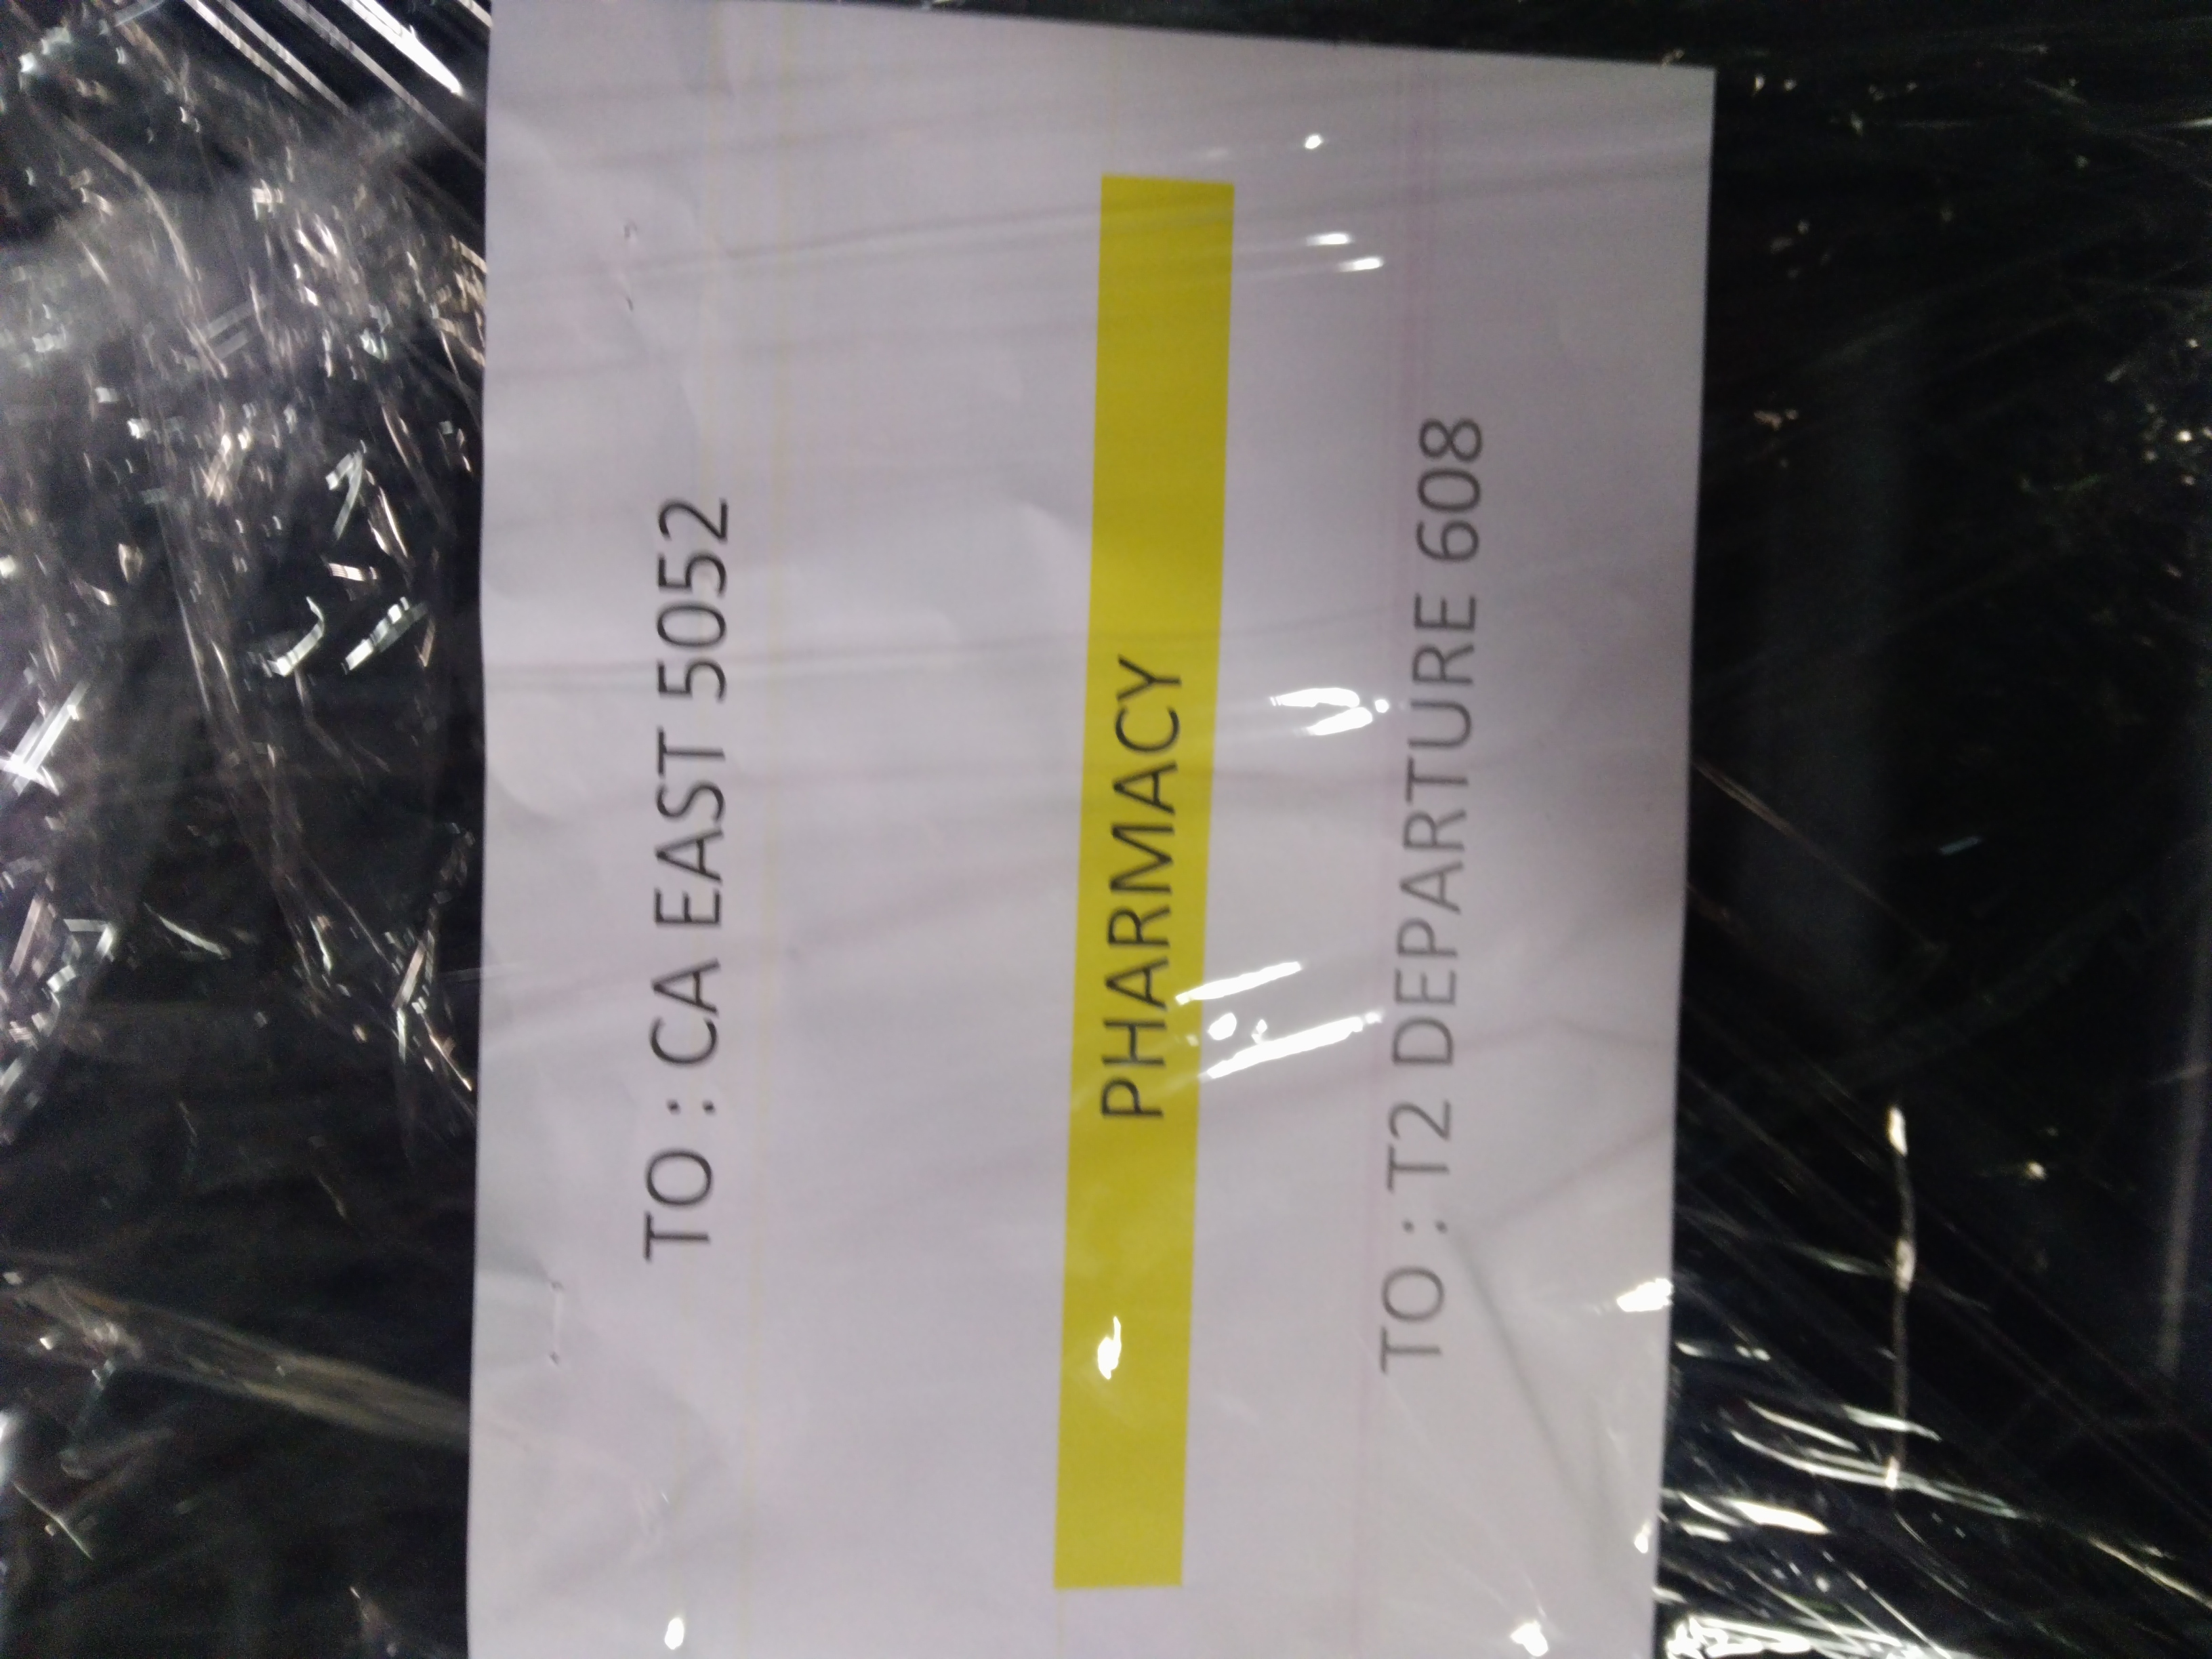 TO : CA EAST 5052
PHARMACY
TO : T2 DEPARTURE 608